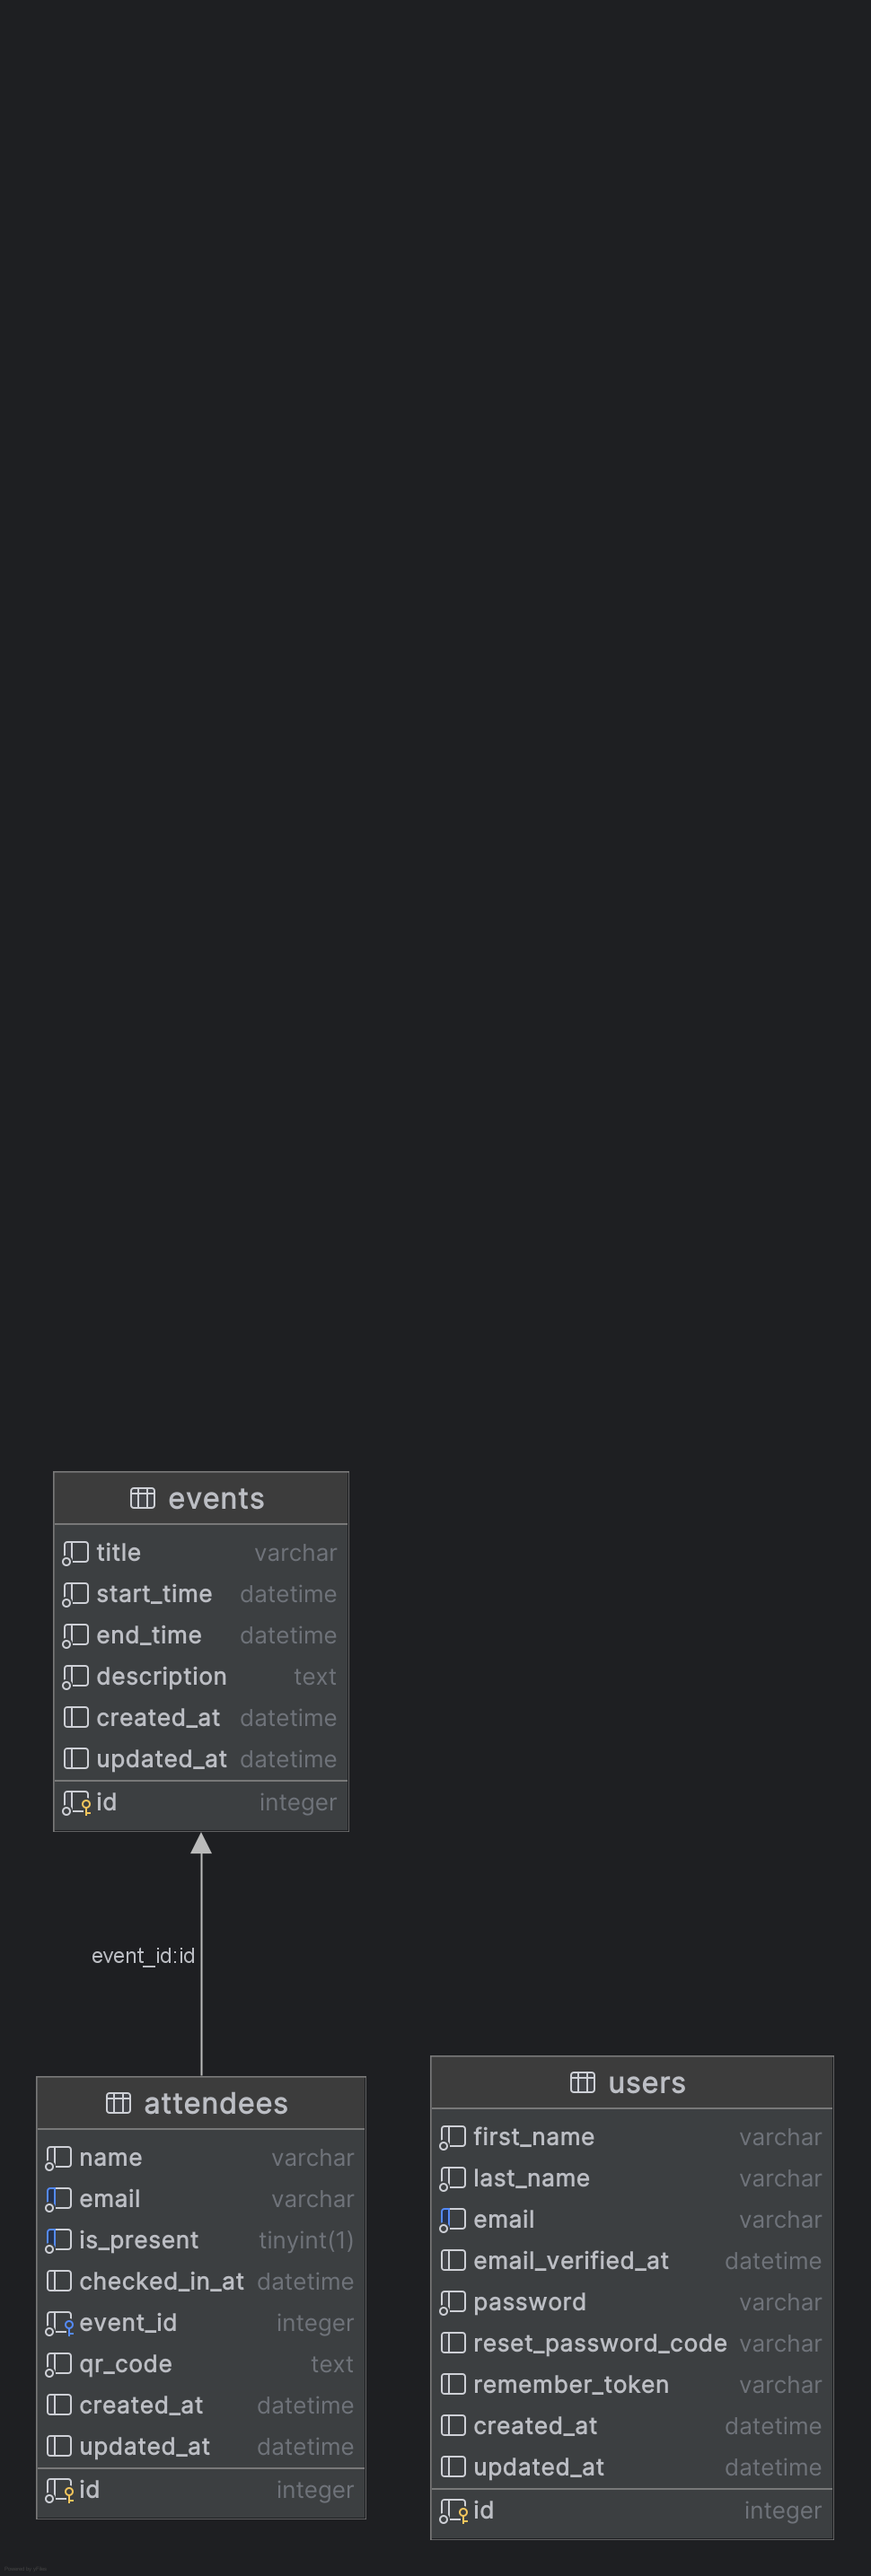 events
title varchar
start_time datetime
end_time datetime
description text
created_at datetime
updated_at datetime
id integer
event_id:id
attendees
name varchar
email varchar
is_present tinyint(1)
checked_in_at datetime
event_id integer
qr_code text
created_at datetime
updated_at datetime
id integer
users
first_name varchar
last_name varchar
email varchar
email_verified_at datetime
password varchar
reset_password_code varchar
remember_token varchar
created_at datetime
updated_at datetime
id integer